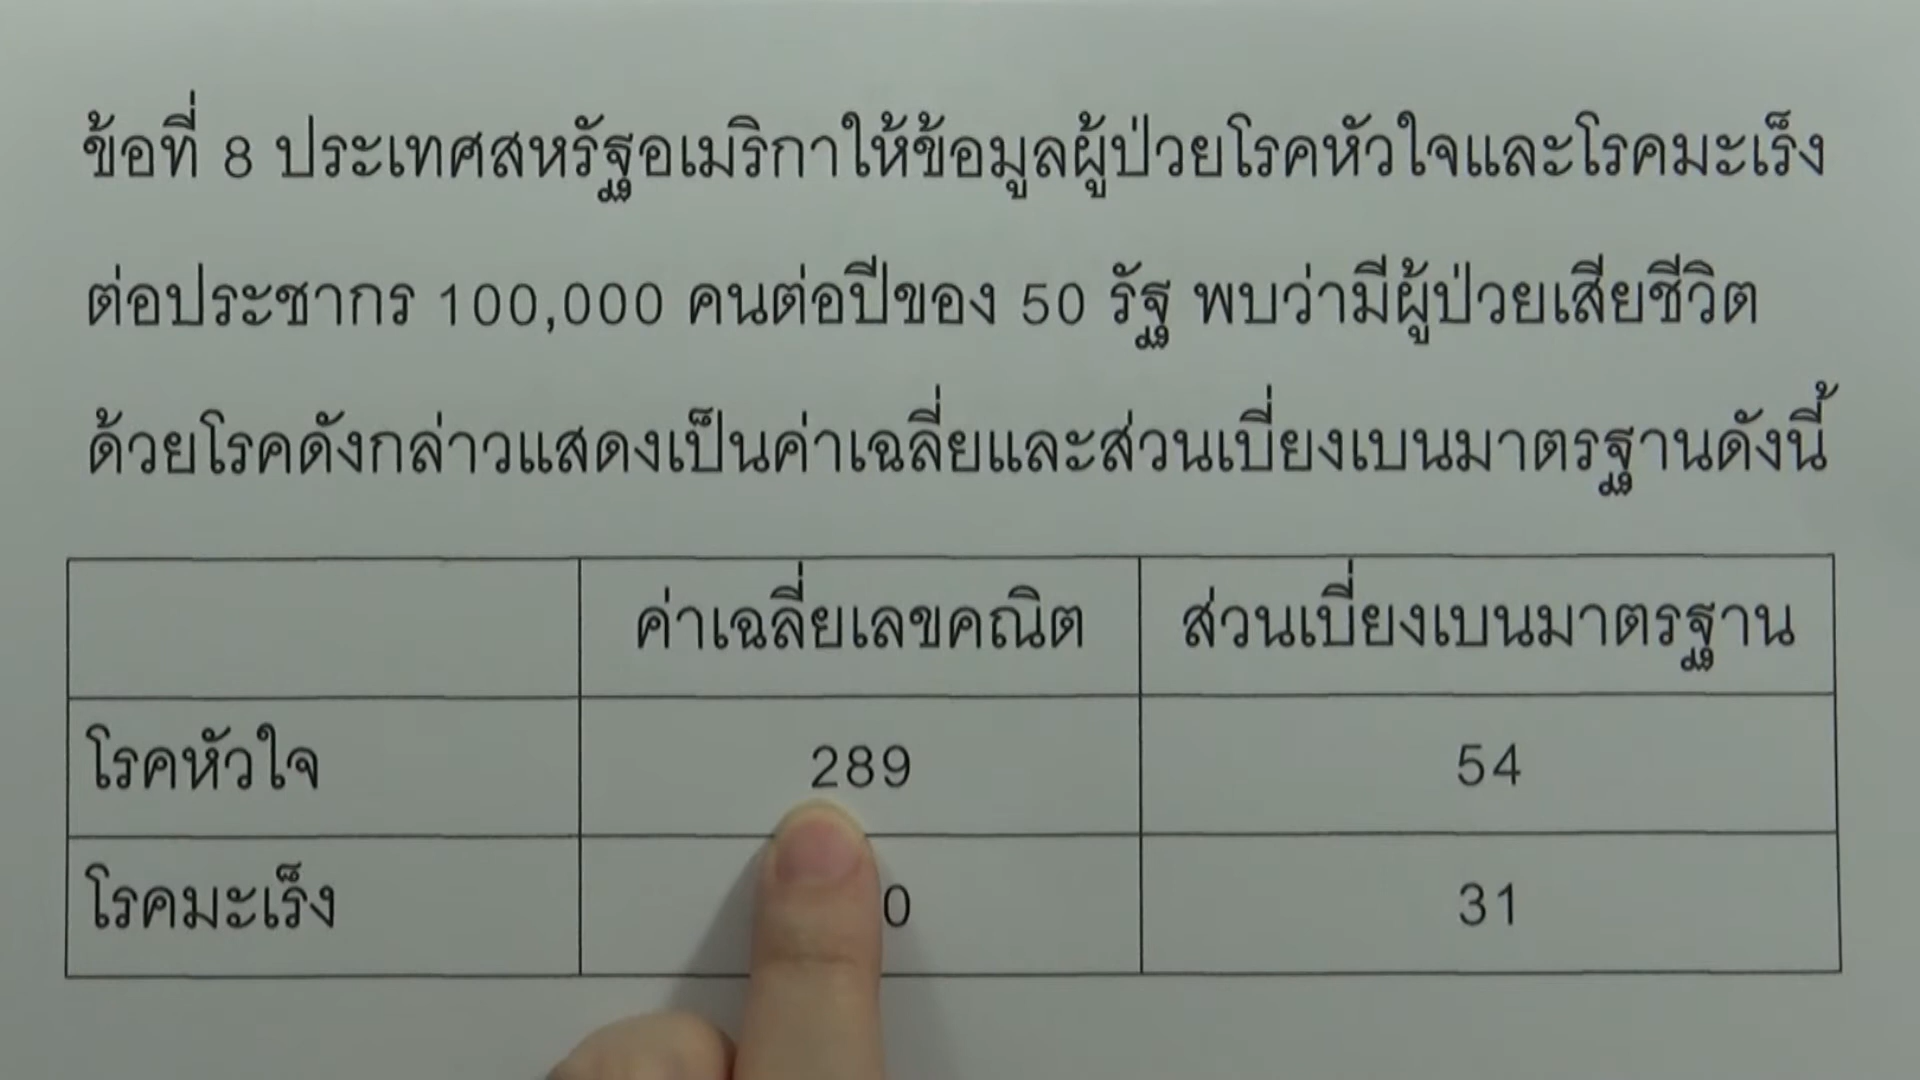 ข้อที่ 8 ประเทศสหรัฐอเมริกาให้ข้อมูลผู้ป่วยโรคหัวใจและโรคมะเร็ง
ต่อประชากร 100,000 คนต่อปีของ 50 รัฐ พบว่ามีผู้ป่วยเสียชีวิต
ด้วยโรคดังกล่าวแสดงเป็นค่าเฉลี่ยและส่วนเบี่ยงเบนมาตรฐานดังนี้
ค่าเฉลี่ยเลขคณิต ส่วนเบี่ยงเบนมาตรฐาน
โรคหัวใจ 289 54
โรคมะเร็ง 31